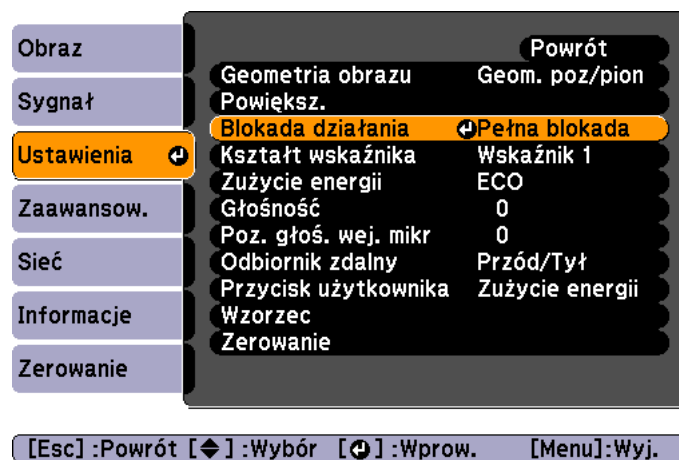 Obraz
Sygnał
Ustawienia
Zaawansow.
Sieć
Informacje
Zerowanie
Powrót
Geometria obrazu Geom. poz/pion
Powiększ.
Blokada działania Pełna blokada
Kształt wskaźnika Wskaźnik 1
Zużycie energii ECO
Głośność 0
Poz. głoś. wej. mikr 0
Odbiornik zdalny Przód/Tył
Przycisk użytkownika Zużycie energii
Wzorzec
Zerowanie
[Esc] :Powrót [◆] :Wybór [⏎] :Wprow. [Menu]:Wyj.